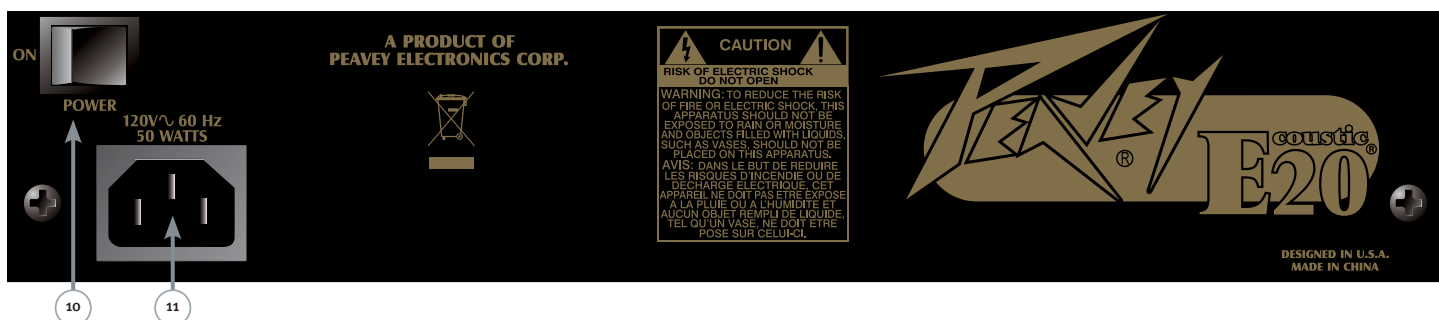 ON
POWER
120V∿ 60 Hz
50 WATTS
10
11
A PRODUCT OF
PEAVEY ELECTRONICS CORP.
CAUTION
RISK OF ELECTRIC SHOCK
DO NOT OPEN
WARNING: TO REDUCE THE RISK
OF FIRE OR ELECTRIC SHOCK, THIS
APPARATUS SHOULD NOT BE
EXPOSED TO RAIN OR MOISTURE
AND OBJECTS FILLED WITH LIQUIDS,
SUCH AS VASES, SHOULD NOT BE
PLACED ON THIS APPARATUS.
AVIS: DANS LE BUT DE REDUIRE
LES RISQUES D'INCENDIE OU DE
DECHARGE ELECTRIQUE, CET
APPAREIL NE DOIT PAS ETRE EXPOSE
A LA PLUIE OU A L'HUMIDITE ET
AUCUN OBJET REMPLI DE LIQUIDE,
TEL QU'UN VASE, NE DOIT ETRE
POSE SUR CELUI-CI.
PEAVEY ®
Ecoustic®
E20
DESIGNED IN U.S.A.
MADE IN CHINA